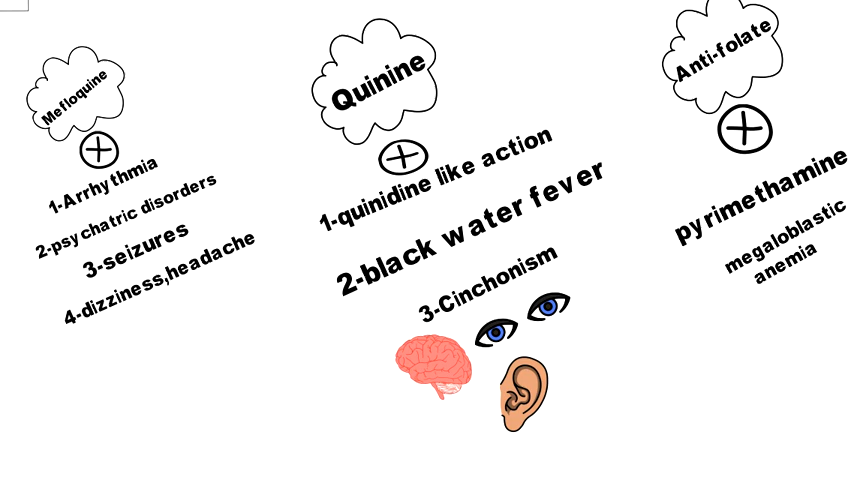 Mefloquine
1-Arrhythmia
2-psychatric disorders
3-seizures
4-dizziness,headache
Quinine
1-quinidine like action
2-black water fever
3-Cinchonism
Anti-folate
pyrimethamine
megaloblastic
anemia